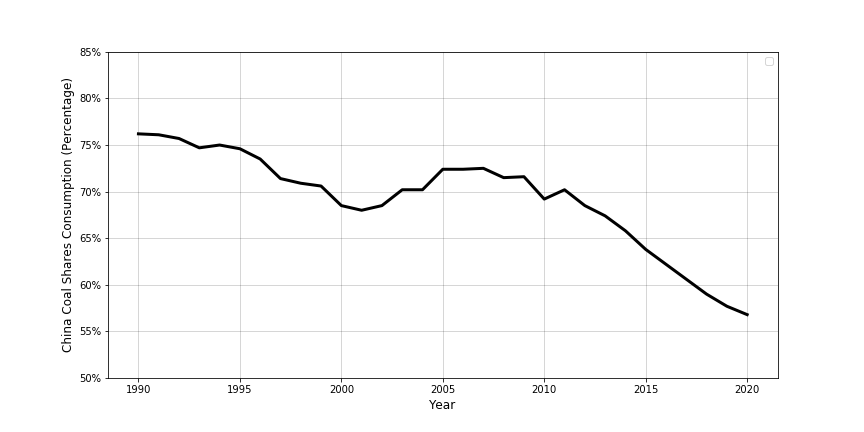 85%
80%
75%
70%
65%
60%
55%
50%
China Coal Shares Consumption (Percentage)
1990 1995 2000 2005 2010 2015 2020
Year